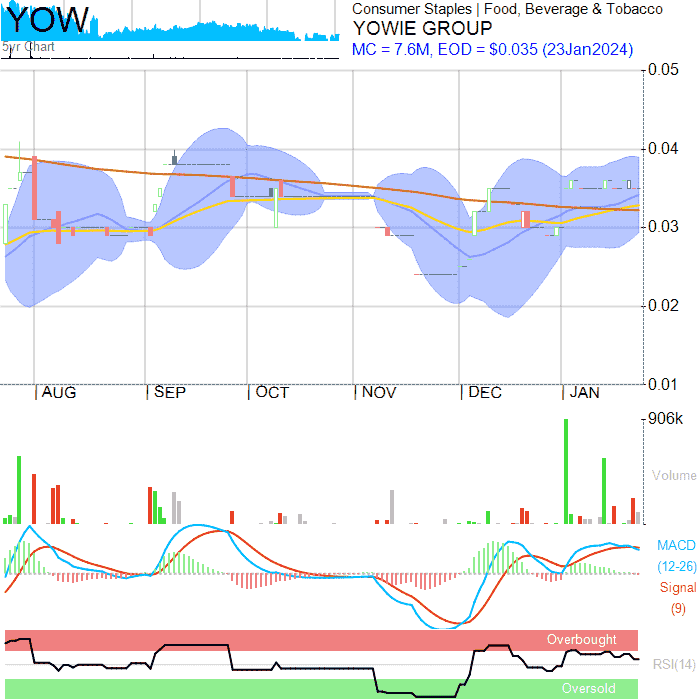 YOW
5yr Chart
Consumer Staples | Food, Beverage & Tobacco
YOWIE GROUP
MC = 7.6M, EOD = $0.035 (23Jan2024)
0.05
0.04
0.03
0.02
0.01
| AUG | SEP | OCT | NOV | DEC | JAN
906k
Volume
MACD
(12-26)
Signal
(9)
Overbought
RSI(14)
Oversold